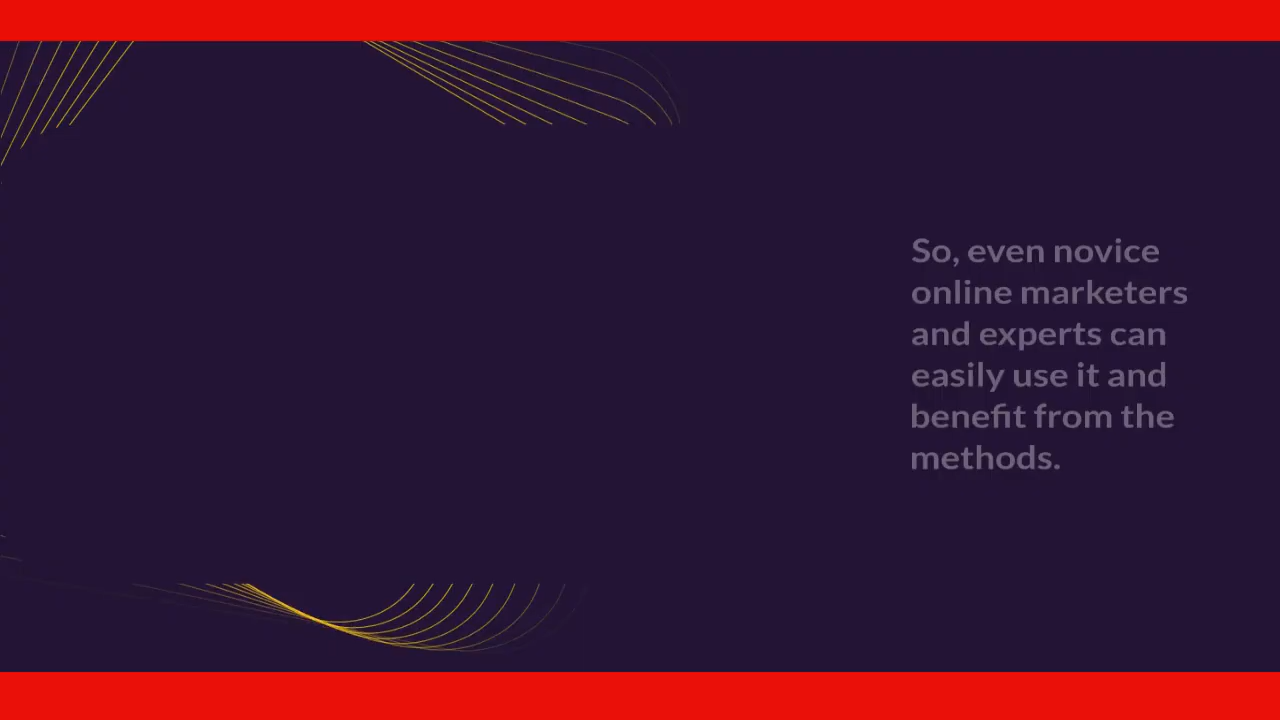 So, even novice
online marketers
and experts can
easily use it and
benefit from the
methods.